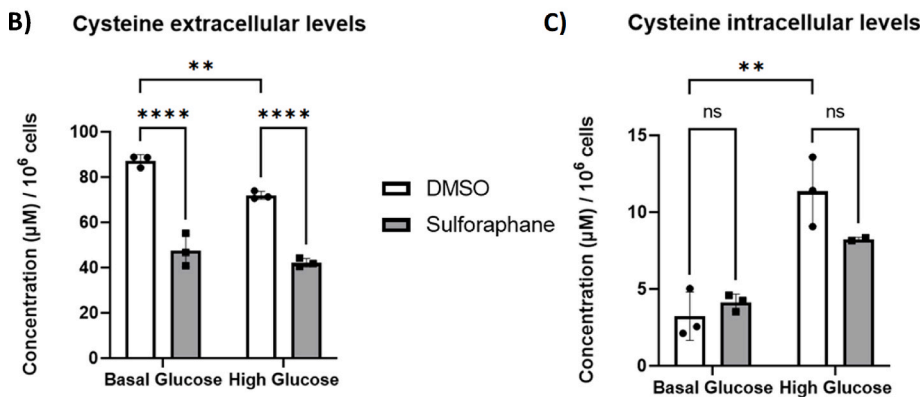 B) Cysteine extracellular levels
**
**** ****
Concentration (µM) / 10⁶ cells
100
80
60
40
20
0
Basal Glucose High Glucose
DMSO
Sulforaphane
C) Cysteine intracellular levels
**
ns ns
Concentration (µM) / 10⁶ cells
15
10
5
0
Basal Glucose High Glucose